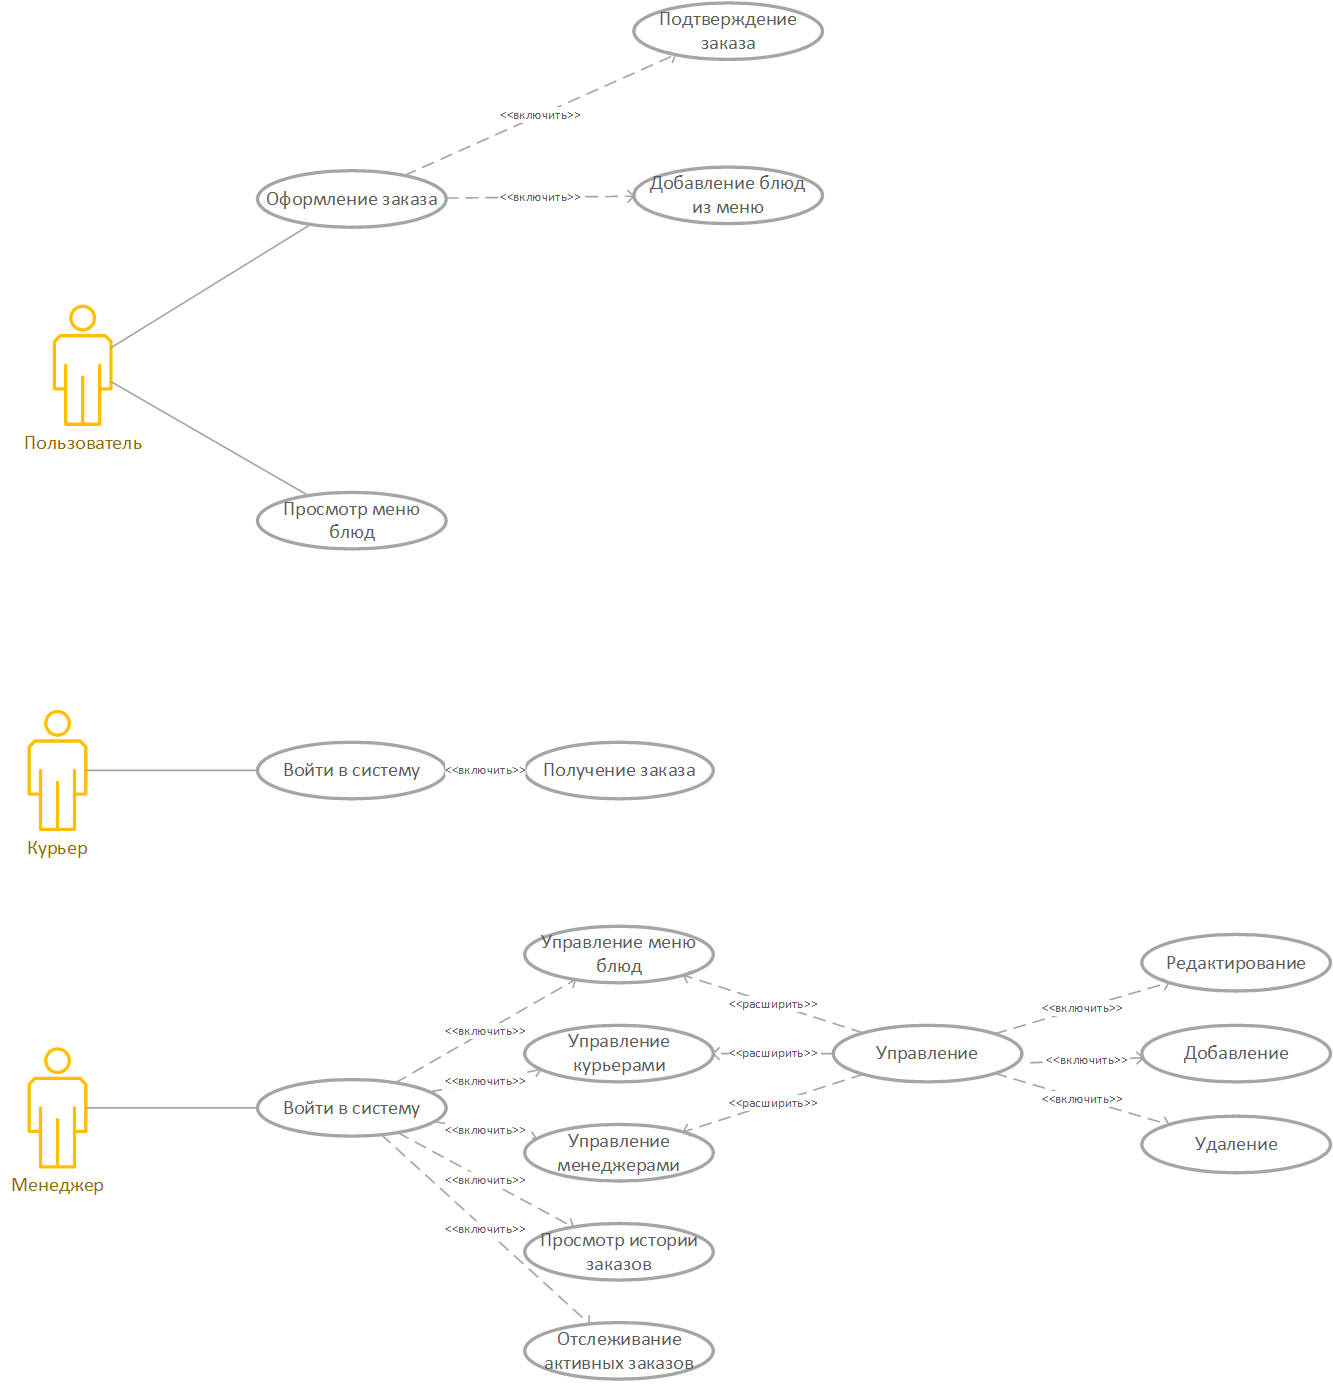 Подтверждение
заказа
<<включить>>
Оформление заказа
<<включить>>
Добавление блюд
из меню
Пользователь
Просмотр меню
блюд
Войти в систему
<<включить>>
Получение заказа
Курьер
Управление меню
блюд
Редактирование
<<расширить>>
<<включить>>
<<включить>>
Управление
курьерами
<<расширить>>
Управление
<<включить>>
Добавление
<<включить>>
<<расширить>>
<<включить>>
Войти в систему
<<включить>>
Управление
менеджерами
Удаление
Менеджер
<<включить>>
<<включить>>
Просмотр истории
заказов
Отслеживание
активных заказов